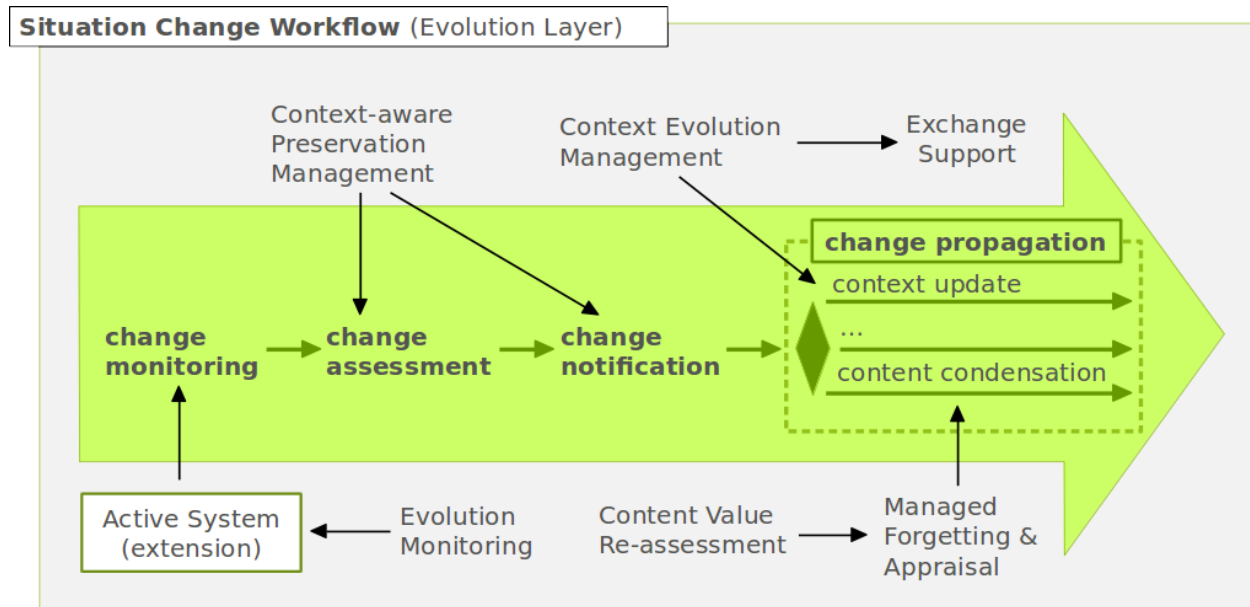 Situation Change Workflow (Evolution Layer)
Context-aware
Preservation
Management
Context Evolution
Management
Exchange
Support
change propagation
context update
...
content condensation
change
monitoring
change
assessment
change
notification
Active System
(extension)
Evolution
Monitoring
Content Value
Re-assessment
Managed
Forgetting &
Appraisal